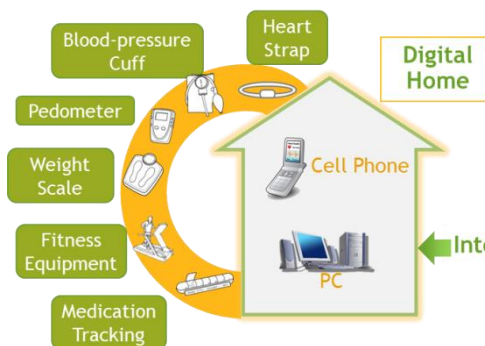 Heart
Strap
Blood-pressure
Cuff
Digital
Home
Pedometer
Cell Phone
Weight
Scale
Fitness
Equipment
PC
Medication
Tracking